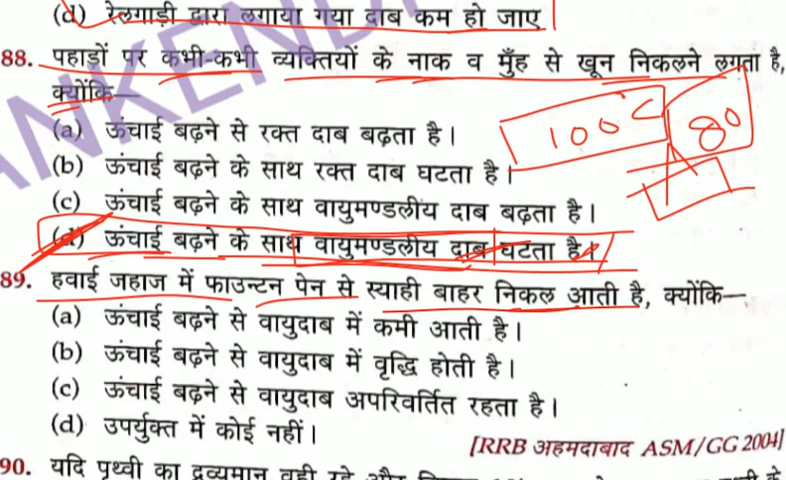 (d) रेलगाड़ी द्वारा लगाया गया दाब कम हो जाए
88. पहाड़ों पर कभी-कभी व्यक्तियों के नाक व मुँह से खून निकलने लगता है,
क्योंकि—
(a) ऊंचाई बढ़ने से रक्त दाब बढ़ता है।
100°C 80
(b) ऊंचाई बढ़ने के साथ रक्त दाब घटता है।
(c) ऊंचाई बढ़ने के साथ वायुमण्डलीय दाब बढ़ता है।
(d) ऊंचाई बढ़ने के साथ वायुमण्डलीय दाब घटता है।
89. हवाई जहाज में फाउन्टन पेन से स्याही बाहर निकल आती है, क्योंकि—
(a) ऊंचाई बढ़ने से वायुदाब में कमी आती है।
(b) ऊंचाई बढ़ने से वायुदाब में वृद्धि होती है।
(c) ऊंचाई बढ़ने से वायुदाब अपरिवर्तित रहता है।
(d) उपर्युक्त में कोई नहीं।
[RRB अहमदाबाद ASM/GG 2004]
90. यदि पृथ्वी का द्रव्यमान वही रहे और